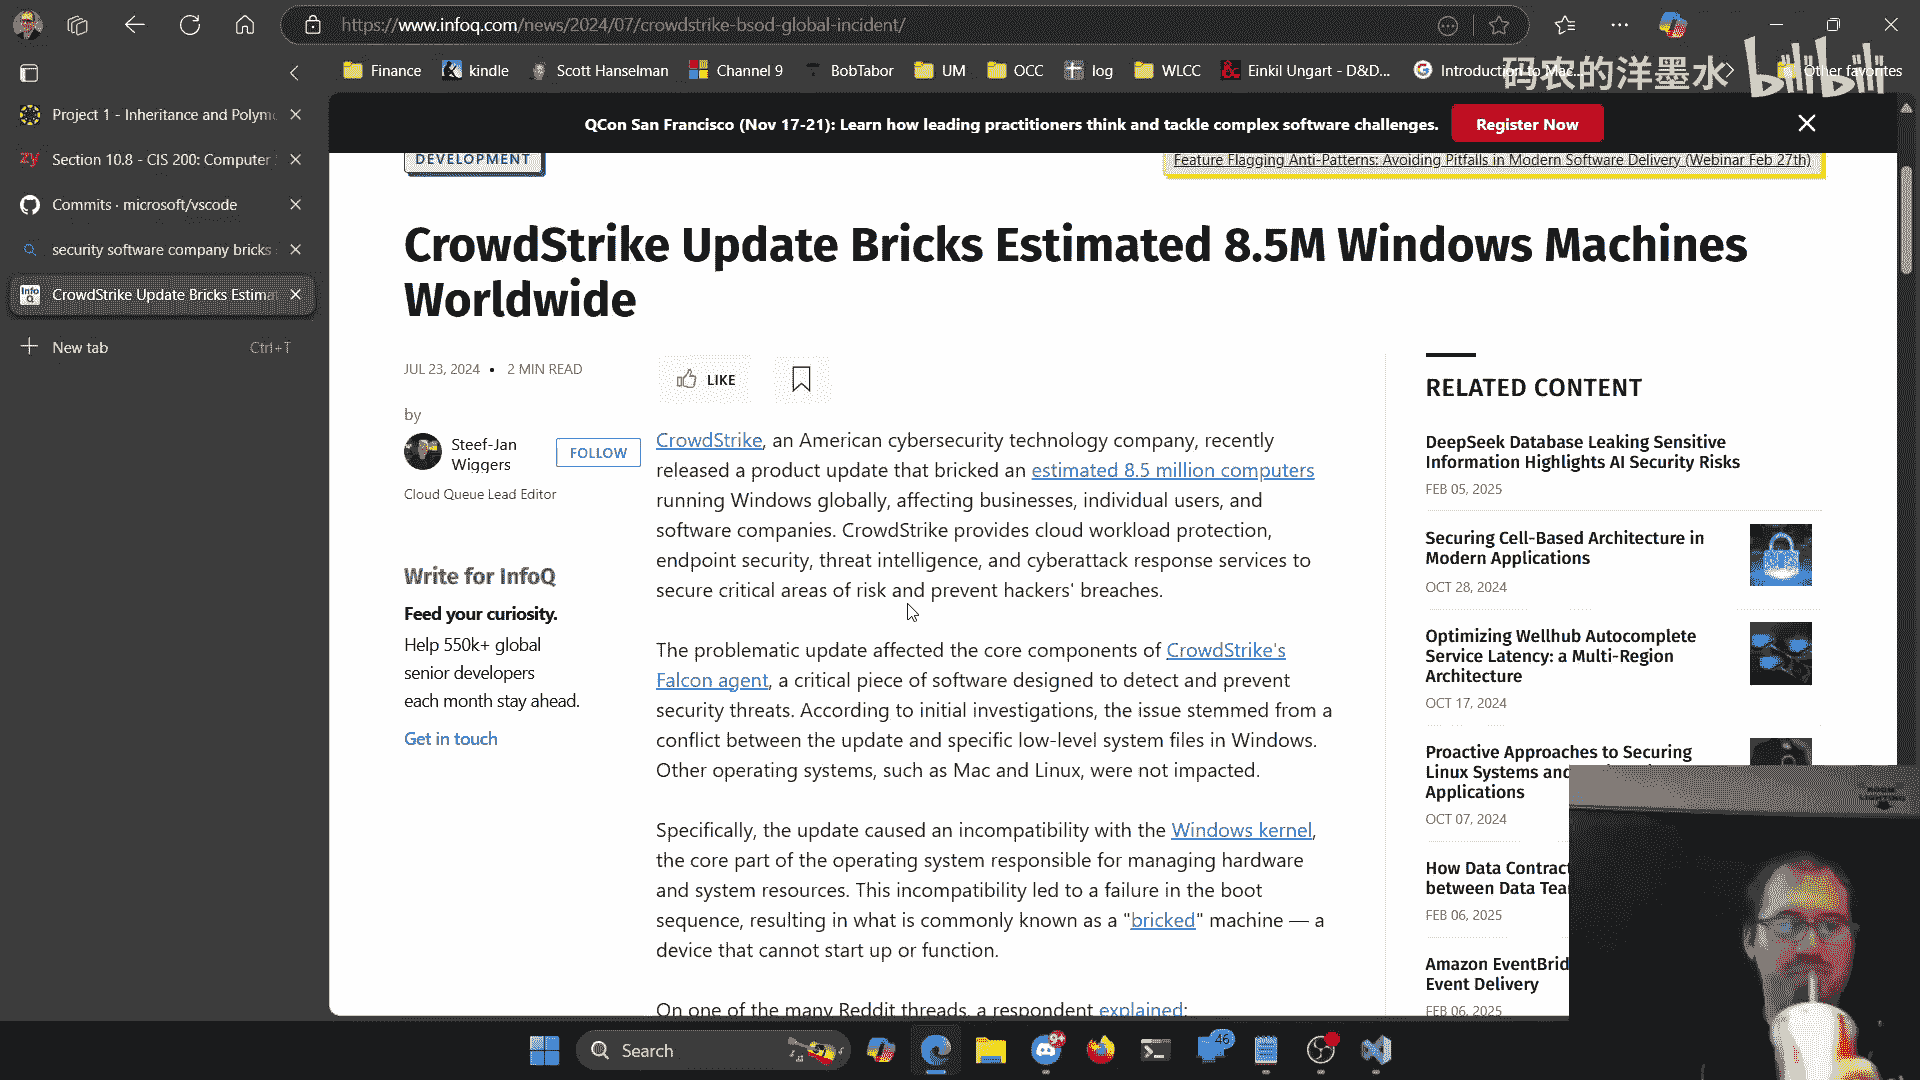 https://www.infoq.com/news/2024/07/crowdstrike-bsod-global-incident/
Finance
kindle
Scott Hanselman
Channel 9
BobTabor
UM
OCC
log
WLCC
Einkil Ungart - D&D...
Introduction to Mac...
Other favorites
码农的洋墨水
bilibili
Project 1 - Inheritance and Polym
Section 10.8 - CIS 200: Computer
Commits · microsoft/vscode
security software company bricks
CrowdStrike Update Bricks Estima
New tab
Ctrl+T
QCon San Francisco (Nov 17-21): Learn how leading practitioners think and tackle complex software challenges.
Register Now
DEVELOPMENT
Feature Flagging Anti-Patterns: Avoiding Pitfalls in Modern Software Delivery (Webinar Feb 27th)
CrowdStrike Update Bricks Estimated 8.5M Windows Machines
Worldwide
JUL 23, 2024 • 2 MIN READ
LIKE
by
Steef-Jan
Wiggers
FOLLOW
Cloud Queue Lead Editor
Write for InfoQ
Feed your curiosity.
Help 550k+ global
senior developers
each month stay ahead.
Get in touch
CrowdStrike, an American cybersecurity technology company, recently
released a product update that bricked an estimated 8.5 million computers
running Windows globally, affecting businesses, individual users, and
software companies. CrowdStrike provides cloud workload protection,
endpoint security, threat intelligence, and cyberattack response services to
secure critical areas of risk and prevent hackers' breaches.
The problematic update affected the core components of CrowdStrike's
Falcon agent, a critical piece of software designed to detect and prevent
security threats. According to initial investigations, the issue stemmed from a
conflict between the update and specific low-level system files in Windows.
Other operating systems, such as Mac and Linux, were not impacted.
Specifically, the update caused an incompatibility with the Windows kernel,
the core part of the operating system responsible for managing hardware
and system resources. This incompatibility led to a failure in the boot
sequence, resulting in what is commonly known as a "bricked" machine — a
device that cannot start up or function.
On one of the many Reddit threads, a respondent explained:
RELATED CONTENT
DeepSeek Database Leaking Sensitive
Information Highlights AI Security Risks
FEB 05, 2025
Securing Cell-Based Architecture in
Modern Applications
OCT 28, 2024
Optimizing Wellhub Autocomplete
Service Latency: a Multi-Region
Architecture
OCT 17, 2024
Proactive Approaches to Securing
Linux Systems and
Applications
OCT 07, 2024
How Data Contract
between Data Tea
FEB 06, 2025
Amazon EventBrid
Event Delivery
FEB 06, 2025
Search
9+
46